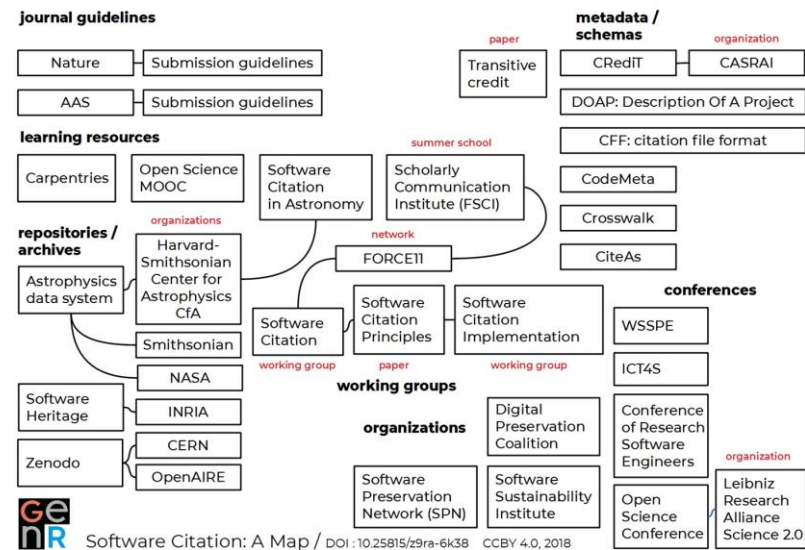 journal guidelines
Nature
Submission guidelines
AAS
Submission guidelines
paper
Transitive
credit
metadata /
schemas
organization
CRediT
CASRAI
DOAP: Description Of A Project
CFF: citation file format
CodeMeta
Crosswalk
CiteAs
learning resources
Carpentries
Open Science
MOOC
Software
Citation
in Astronomy
summer school
Scholarly
Communication
Institute (FSCI)
network
FORCE11
repositories /
archives
organizations
Astrophysics
data system
Harvard-
Smithsonian
Center for
Astrophysics
CfA
Smithsonian
NASA
Software
Heritage
INRIA
Zenodo
CERN
OpenAIRE
Software
Citation
working group
Software
Citation
Principles
paper
Software
Citation
Implementation
working group
working groups
organizations
Digital
Preservation
Coalition
Software
Preservation
Network (SPN)
Software
Sustainability
Institute
conferences
WSSPE
ICT4S
Conference
of Research
Software
Engineers
Open
Science
Conference
organization
Leibniz
Research
Alliance
Science 2.0
Ge
nR
Software Citation: A Map / DOI : 10.25815/z9ra-6k38 CCBY 4.0, 2018